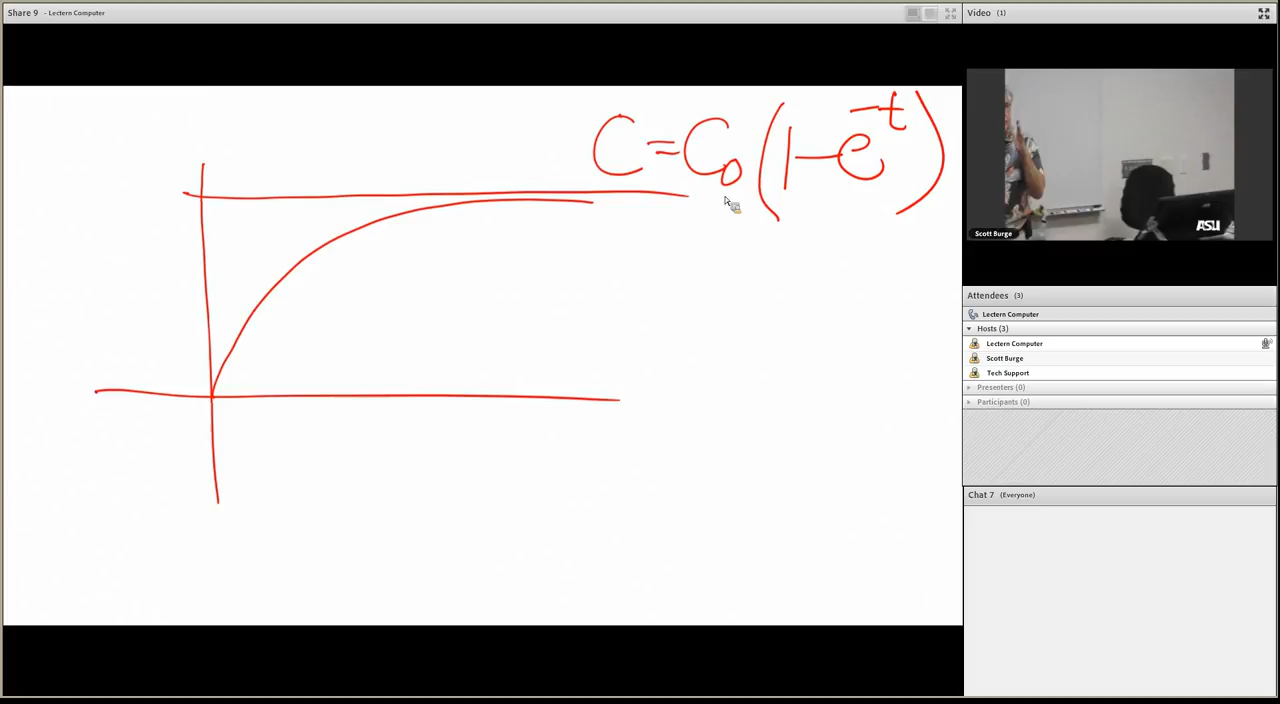 Share 9 - Lectern Computer
C = C₀(1-e⁻ᵗ)
Video (1)
Scott Burge
ASU
Attendees (3)
Lectern Computer
Hosts (3)
Lectern Computer
Scott Burge
Tech Support
Presenters (0)
Participants (0)
Chat 7 (Everyone)